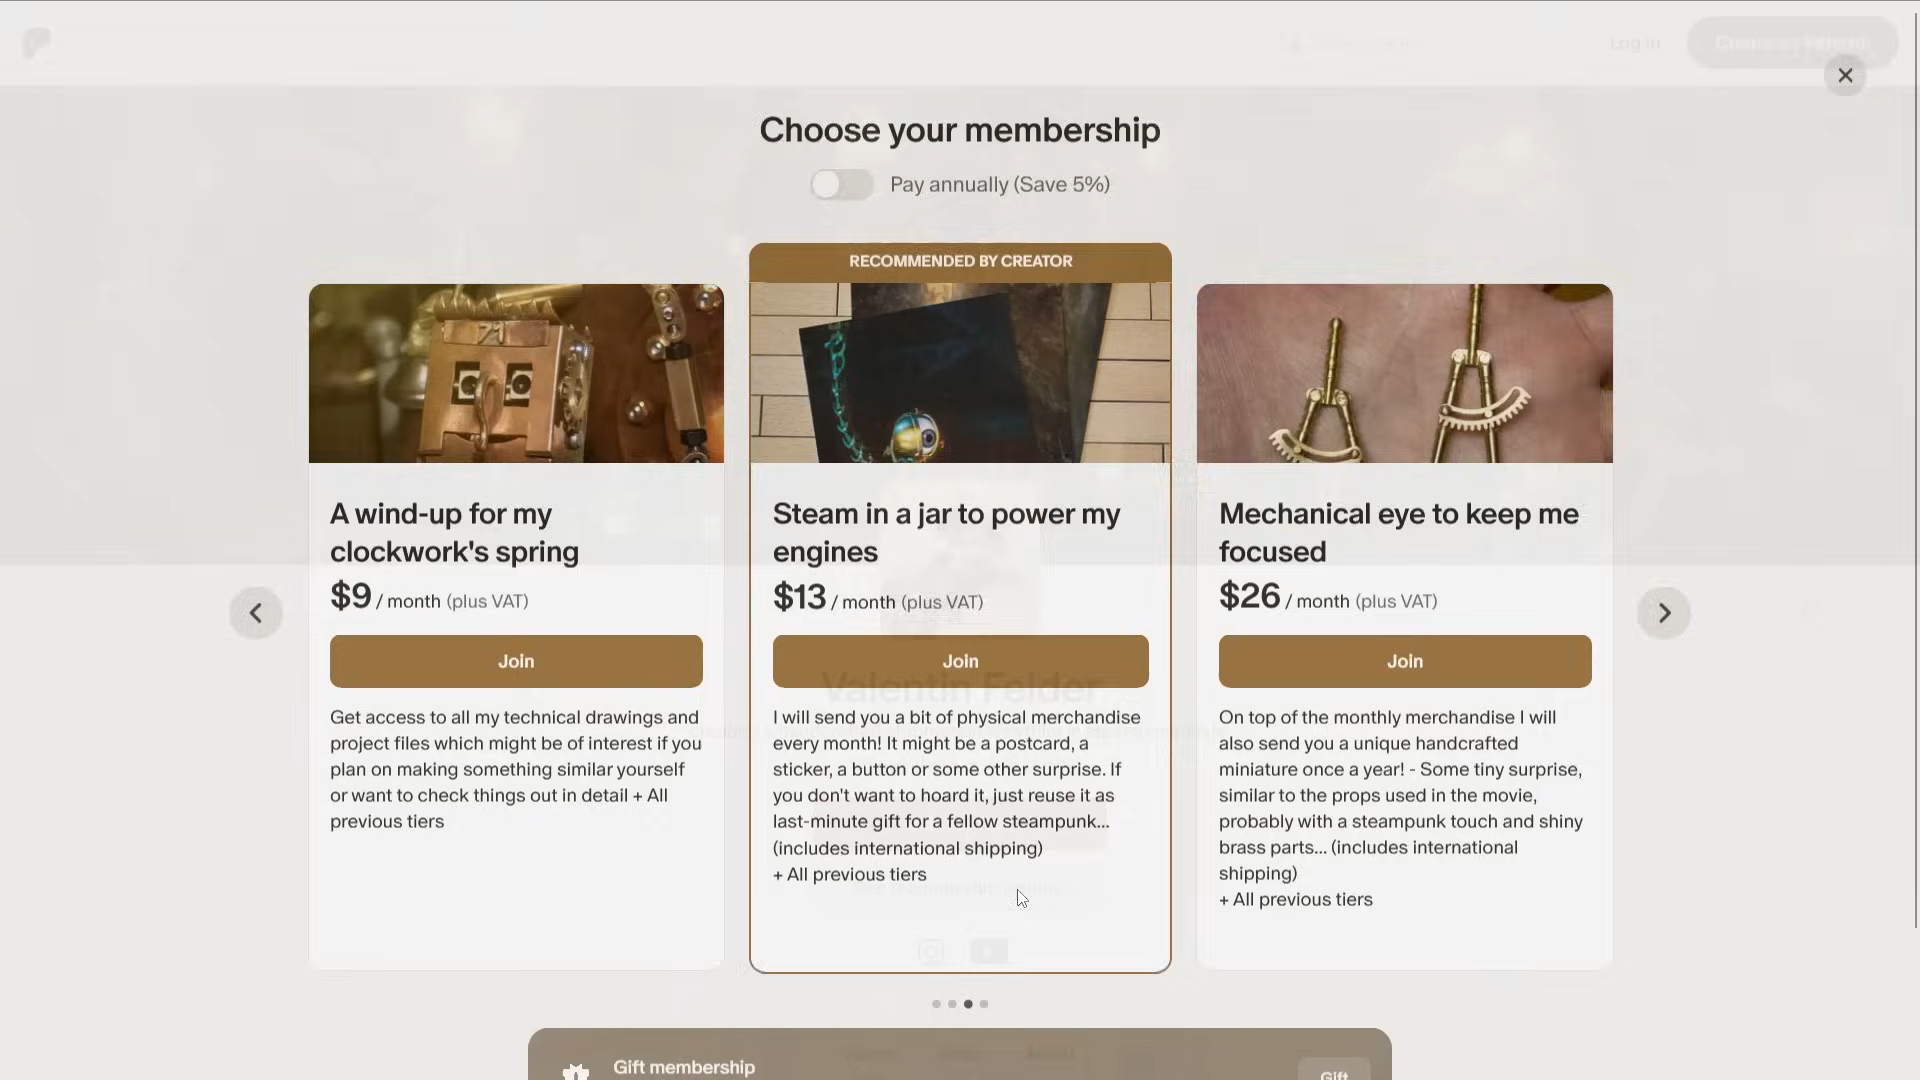 Log in
Choose your membership
Pay annually (Save 5%)
RECOMMENDED BY CREATOR
71
A wind-up for my
clockwork's spring
$9 / month (plus VAT)
Join
Get access to all my technical drawings and
project files which might be of interest if you
plan on making something similar yourself
or want to check things out in detail + All
previous tiers
Steam in a jar to power my
engines
$13 / month (plus VAT)
Join
Valentin Felder
I will send you a bit of physical merchandise
every month! It might be a postcard, a
sticker, a button or some other surprise. If
you don't want to hoard it, just reuse it as
last-minute gift for a fellow steampunk...
(includes international shipping)
+ All previous tiers
Mechanical eye to keep me
focused
$26 / month (plus VAT)
Join
On top of the monthly merchandise I will
also send you a unique handcrafted
miniature once a year! - Some tiny surprise,
similar to the props used in the movie,
probably with a steampunk touch and shiny
brass parts... (includes international
shipping)
+ All previous tiers
Gift membership
Gift